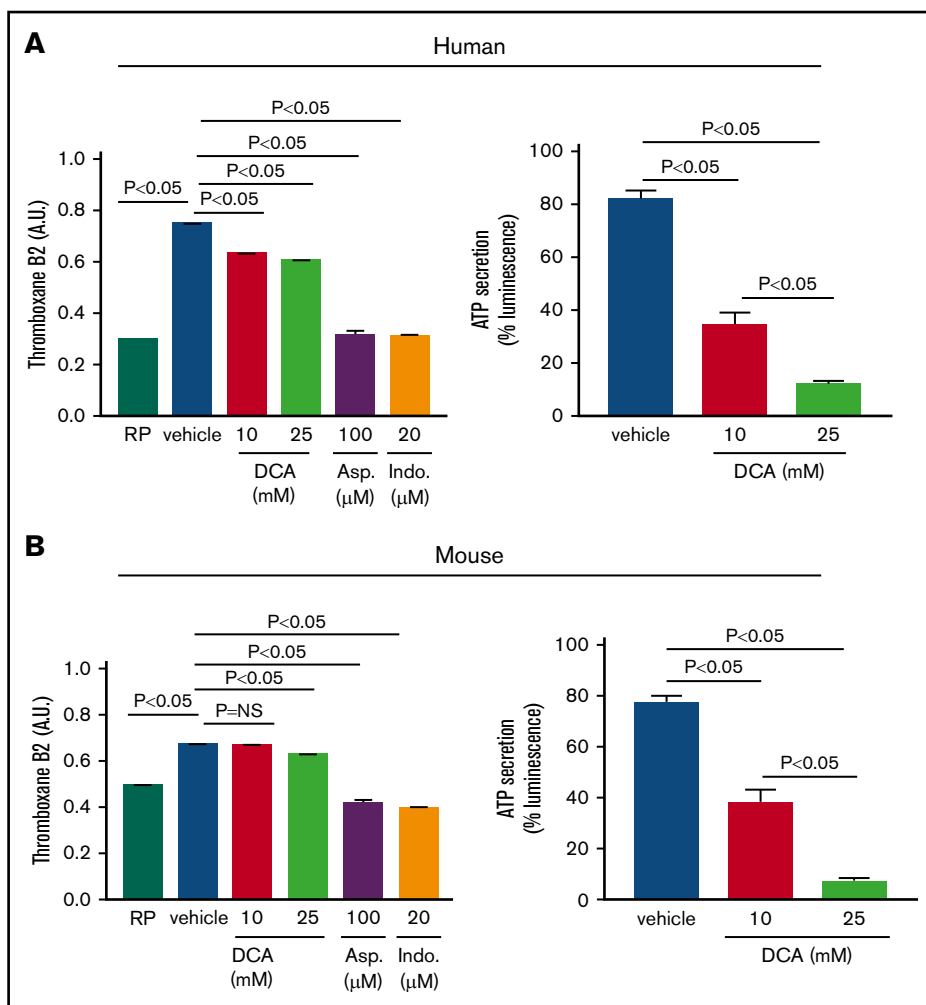 A
Human
P<0.05
P<0.05
P<0.05
P<0.05
P<0.05
Thromboxane B2 (A.U.)
1.0
0.8
0.6
0.4
0.2
0.0
RP vehicle 10 25 100 20
DCA Asp. Indo.
(mM) (μM) (μM)
P<0.05
P<0.05
P<0.05
ATP secretion
(% luminescence)
100
80
60
40
20
0
vehicle 10 25
DCA (mM)
B
Mouse
P<0.05
P<0.05
P<0.05
P<0.05
P=NS
Thromboxane B2 (A.U.)
1.0
0.8
0.6
0.4
0.2
0.0
RP vehicle 10 25 100 20
DCA Asp. Indo.
(mM) (μM) (μM)
P<0.05
P<0.05
P<0.05
ATP secretion
(% luminescence)
100
80
60
40
20
0
vehicle 10 25
DCA (mM)